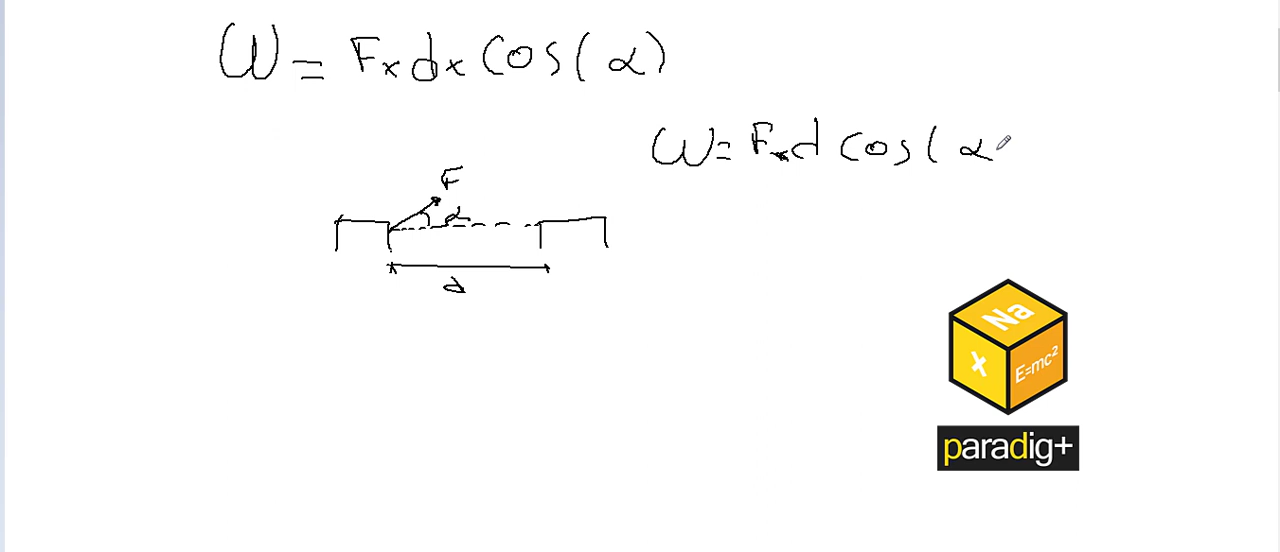 W = F x d x cos(α)
W = F x d cos(α
F
α
d
Na
x
E=mc²
paradig+